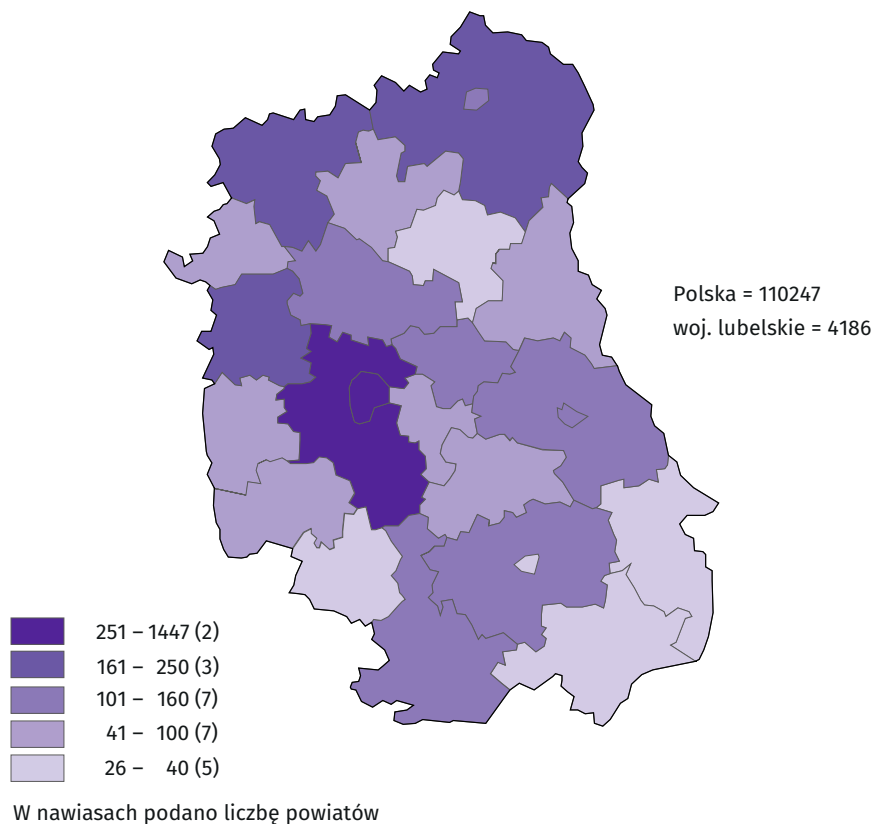 Polska = 110247
woj. lubelskie = 4186
251 – 1447 (2)
161 – 250 (3)
101 – 160 (7)
41 – 100 (7)
26 – 40 (5)
W nawiasach podano liczbę powiatów